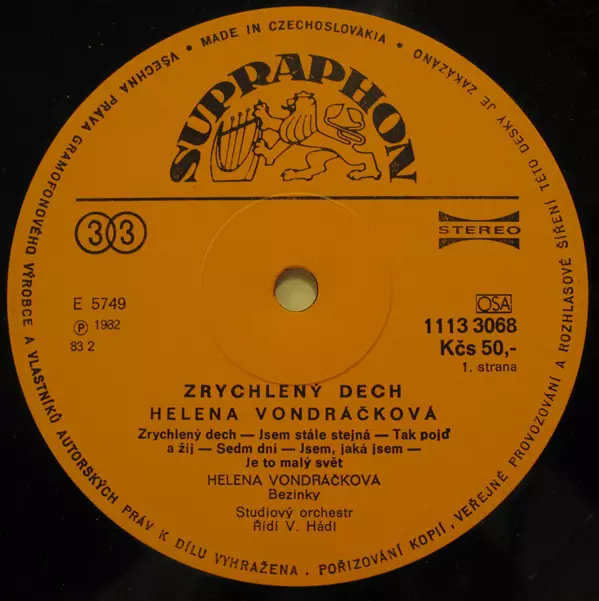 VŠECHNA PRÁVA GRAMOFONOVÉHO VÝROBCE A VLASTNÍKŮ AUTORSKÝCH PRÁV K DÍLU VYHRAŽENA. POŘIZOVÁNÍ KOPIÍ, VEŘEJNÉ PROVOZOVÁNÍ A ROZHLASOVÉ ŠÍŘENÍ TÉTO DESKY JE ZAKÁZÁNO • MADE IN CZECHOSLOVAKIA •
SUPRAPHON
33
STEREO
E 5749
℗ 1982
83 2
OSA
1113 3068
Kčs 50,-
1. strana
ZRYCHLENÝ DECH
HELENA VONDRÁČKOVÁ
Zrychlený dech — Jsem stále stejná — Tak pojď
a žij — Sedm dní — Jsem, jaká jsem —
Je to malý svět
HELENA VONDRÁČKOVÁ
Bezinky
Studiový orchestr
Řídí V. Hádl